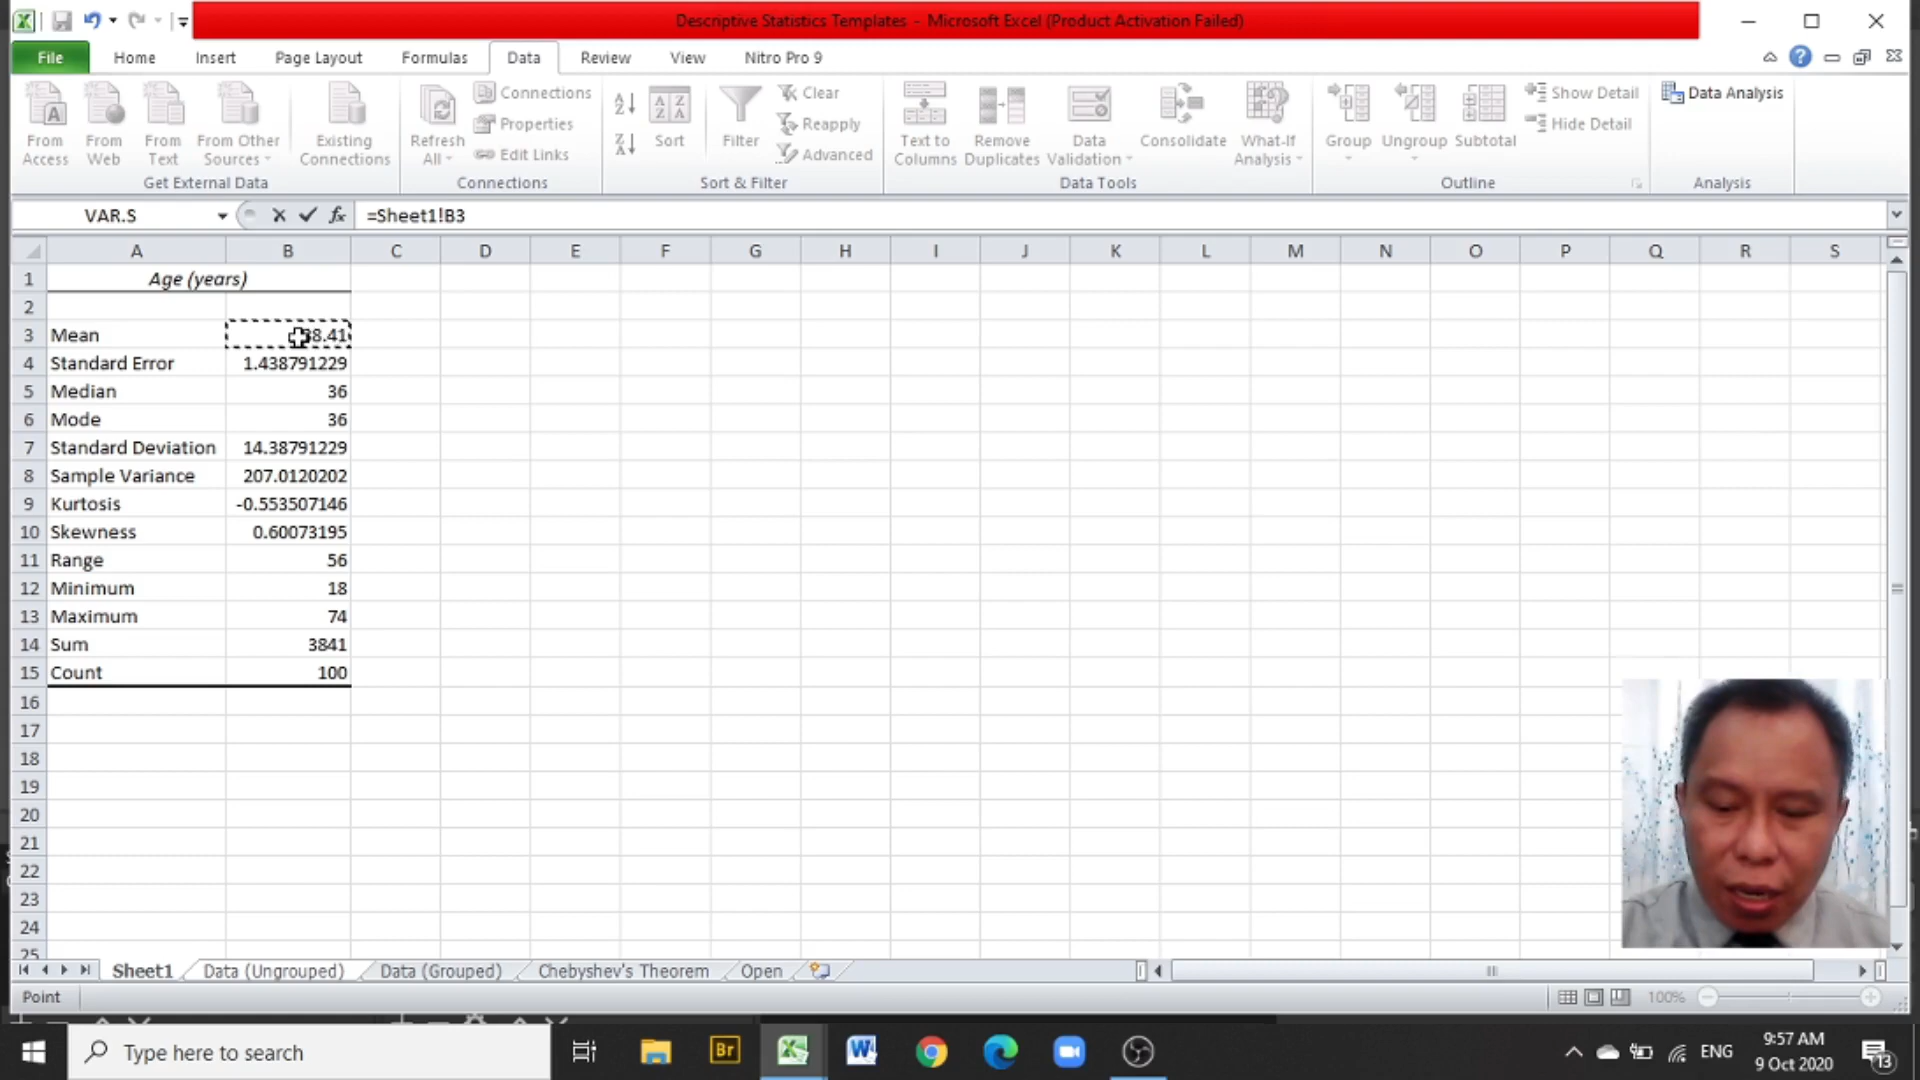 Descriptive Statistics Templates - Microsoft Excel (Product Activation Failed)
File Home Insert Page Layout Formulas Data Review View Nitro Pro 9
From Access
From Web
From Text
From Other Sources
Existing Connections
Get External Data
Refresh All
Connections
Properties
Edit Links
Connections
Sort
Filter
Clear
Reapply
Advanced
Sort & Filter
Text to Columns
Remove Duplicates
Data Validation
Consolidate
What-If Analysis
Data Tools
Group
Ungroup
Subtotal
Show Detail
Hide Detail
Outline
Data Analysis
Analysis
VAR.S fx =Sheet1!B3
A B C D E F G H I J K L M N O P Q R S
1 Age (years)
2
3 Mean 38.41
4 Standard Error 1.438791229
5 Median 36
6 Mode 36
7 Standard Deviation 14.38791229
8 Sample Variance 207.0120202
9 Kurtosis -0.553507146
10 Skewness 0.60073195
11 Range 56
12 Minimum 18
13 Maximum 74
14 Sum 3841
15 Count 100
16
17
18
19
20
21
22
23
24
25
Sheet1 Data (Ungrouped) Data (Grouped) Chebyshev's Theorem Open
Point 100%
Type here to search
Br
ENG
9:57 AM
9 Oct 2020
13